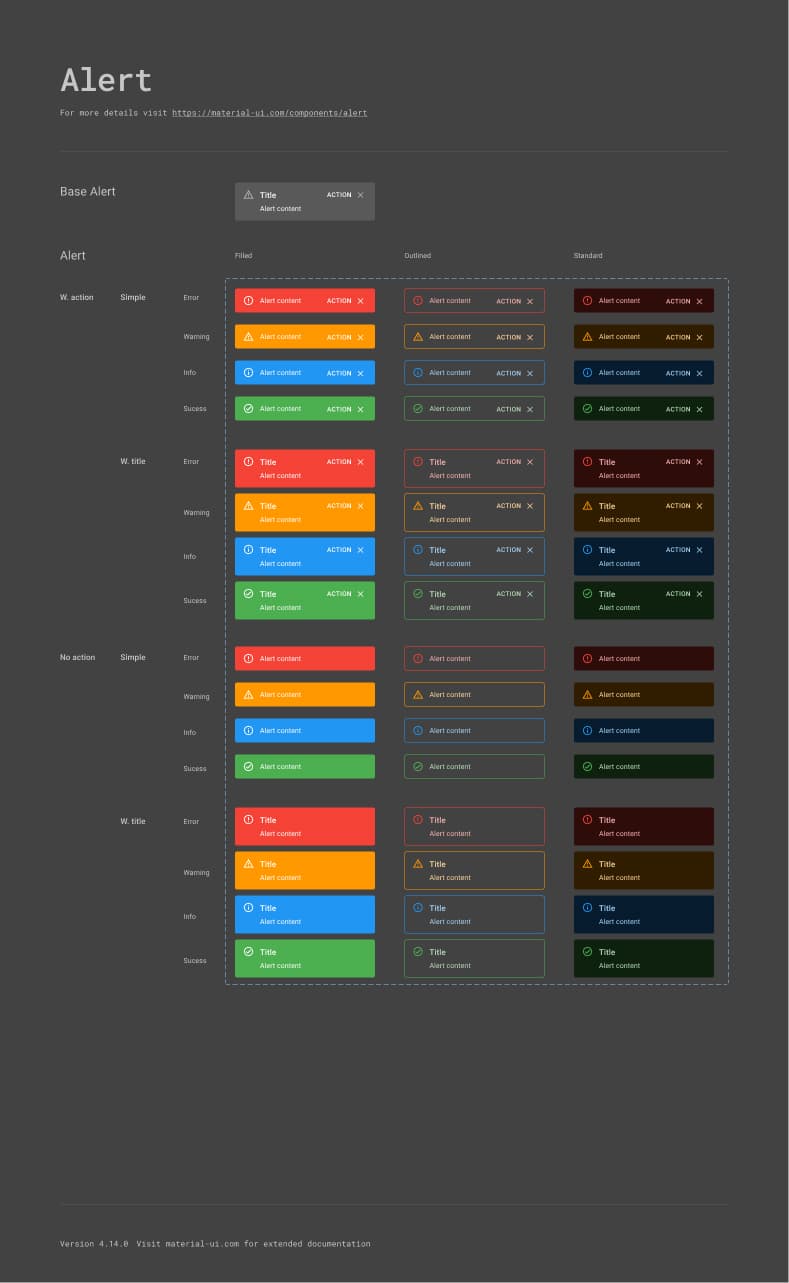 Alert
For more details visit https://material-ui.com/components/alert
Base Alert
Title ACTION
Alert content
Alert Filled Outlined Standard
W. action Simple Error Alert content ACTION Alert content ACTION Alert content ACTION
Warning Alert content ACTION Alert content ACTION Alert content ACTION
Info Alert content ACTION Alert content ACTION Alert content ACTION
Sucess Alert content ACTION Alert content ACTION Alert content ACTION
W. title Error Title ACTION Title ACTION Title ACTION
Alert content Alert content Alert content
Warning Title ACTION Title ACTION Title ACTION
Alert content Alert content Alert content
Info Title ACTION Title ACTION Title ACTION
Alert content Alert content Alert content
Sucess Title ACTION Title ACTION Title ACTION
Alert content Alert content Alert content
No action Simple Error Alert content Alert content Alert content
Warning Alert content Alert content Alert content
Info Alert content Alert content Alert content
Sucess Alert content Alert content Alert content
W. title Error Title Title Title
Alert content Alert content Alert content
Warning Title Title Title
Alert content Alert content Alert content
Info Title Title Title
Alert content Alert content Alert content
Sucess Title Title Title
Alert content Alert content Alert content
Version 4.14.0 Visit material-ui.com for extended documentation